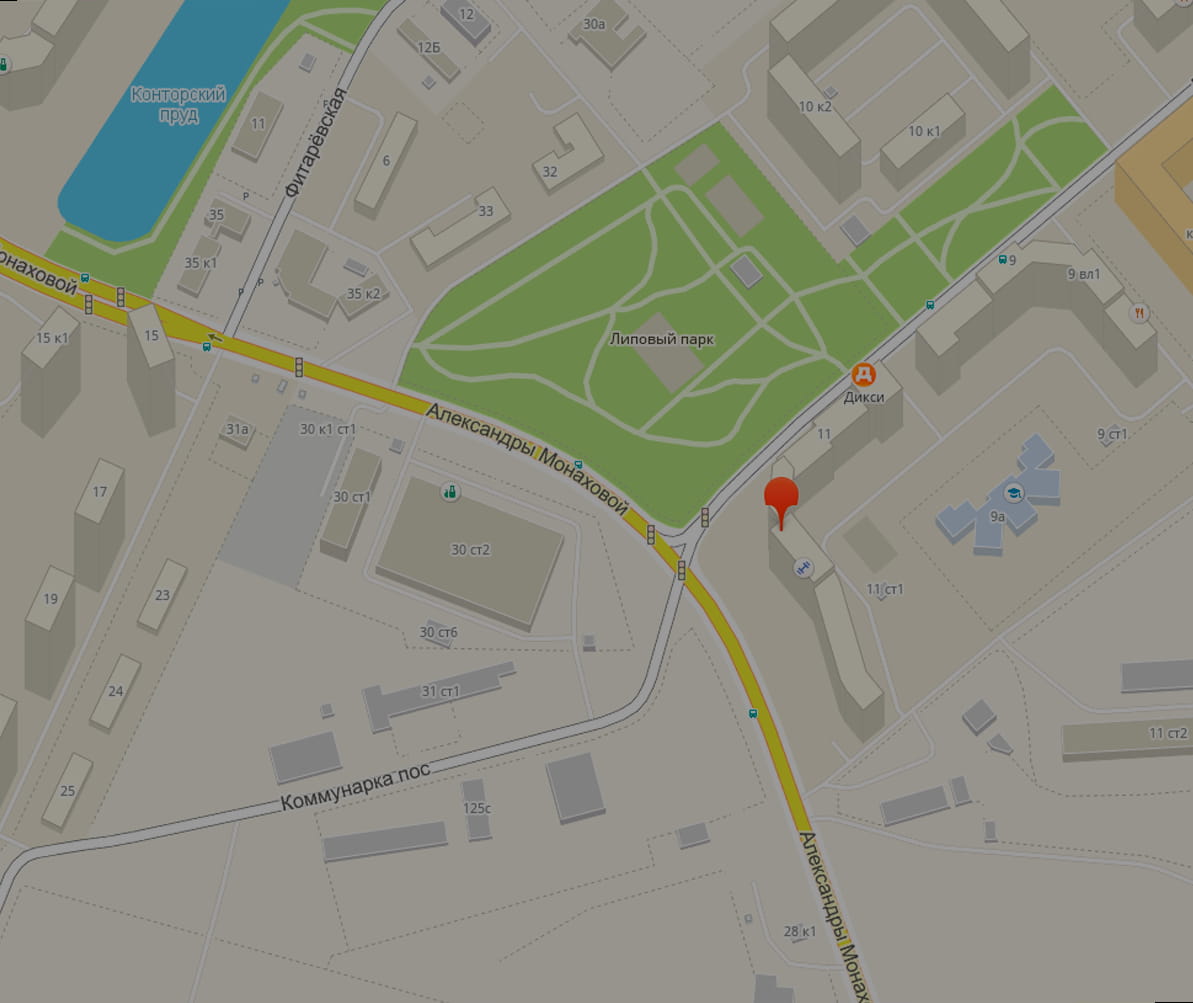 12
30а
12Б
Конторский
пруд
11
10 к2
10 к1
Фитарёвская
6
32
P
33
35
35 к1
35 к2
P
P
9
9 вл1
онаховой
15 к1
15
Липовый парк
Дикси
Александры Монаховой
31а
30 к1 ст1
11
9 ст1
17
30 ст1
30 ст2
9а
19
23
11 ст1
30 ст6
24
31 ст1
11 ст2
25
Коммунарка пос
125с
Александры Монах
28 к1